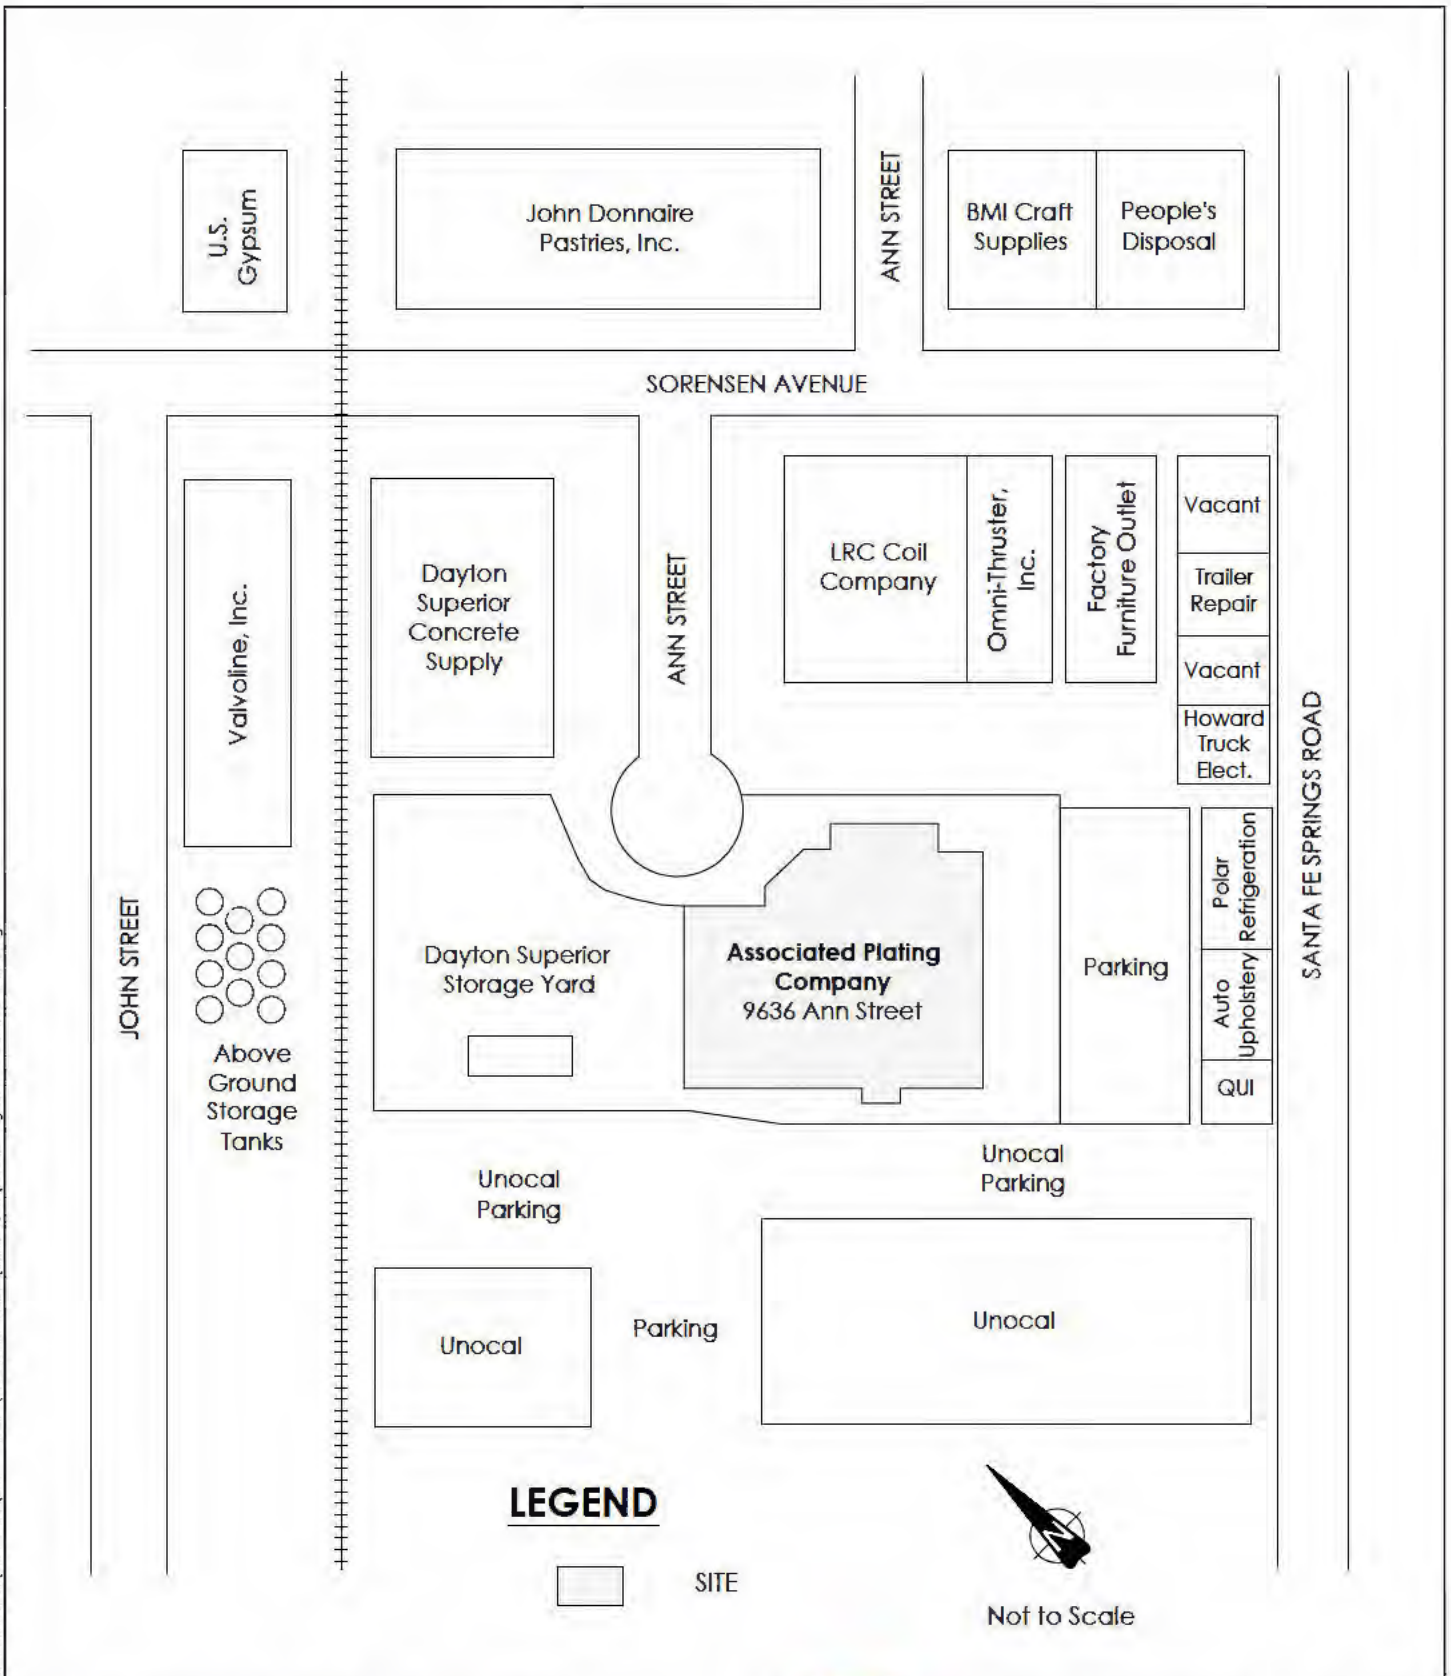 U.S.
Gypsum
John Donnaire
Pastries, Inc.
ANN STREET
BMI Craft
Supplies
People's
Disposal
SORENSEN AVENUE
Valvoline, Inc.
Dayton
Superior
Concrete
Supply
ANN STREET
LRC Coil
Company
Omni-Thruster,
Inc.
Factory
Furniture Outlet
Vacant
Trailer
Repair
Vacant
Howard
Truck
Elect.
SANTA FE SPRINGS ROAD
JOHN STREET
Above
Ground
Storage
Tanks
Dayton Superior
Storage Yard
Associated Plating
Company
9636 Ann Street
Parking
Polar
Refrigeration
Auto
Upholstery
QUI
Unocal
Parking
Unocal
Parking
Unocal
Parking
Unocal
LEGEND
SITE
N
Not to Scale